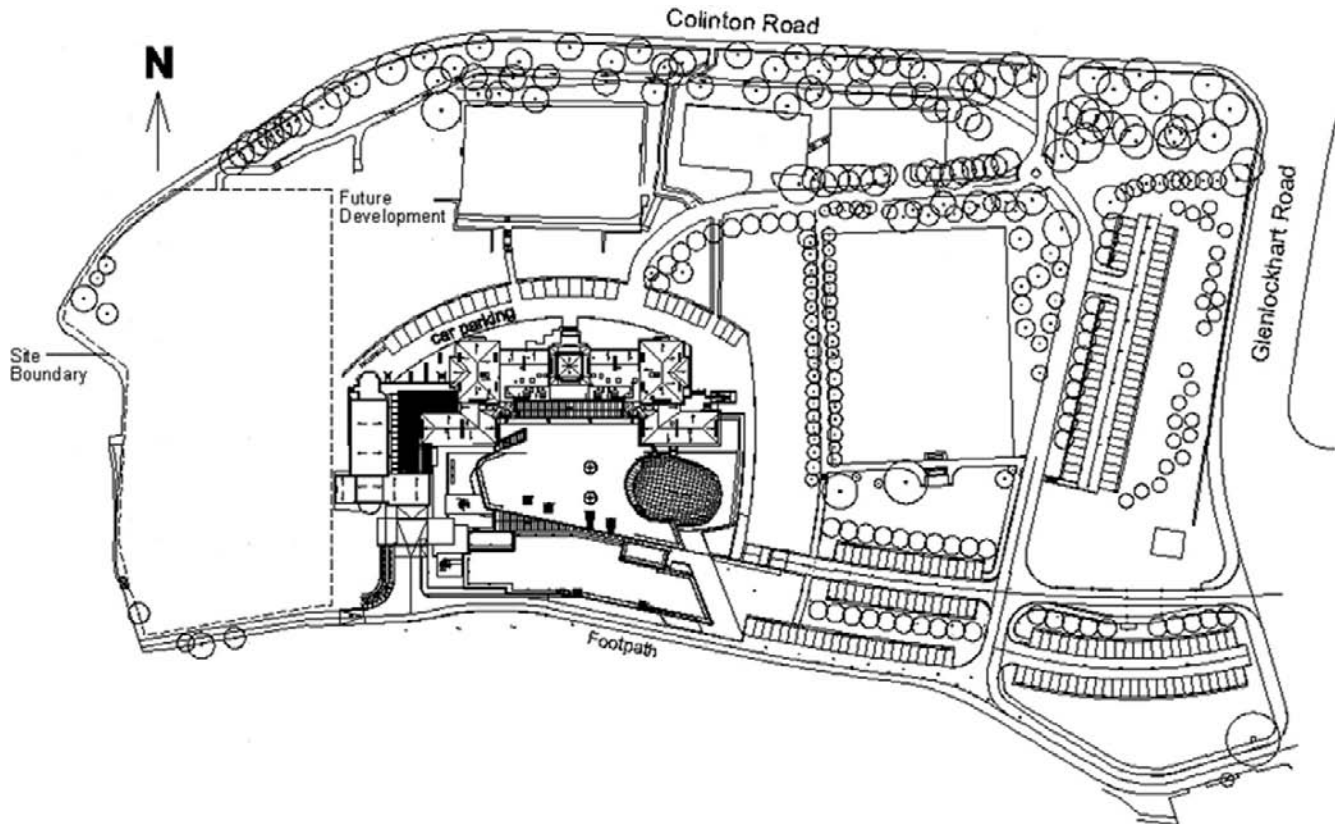 Colinton Road
N
Future
Development
Glenlockhart Road
car parking
Site
Boundary
Footpath